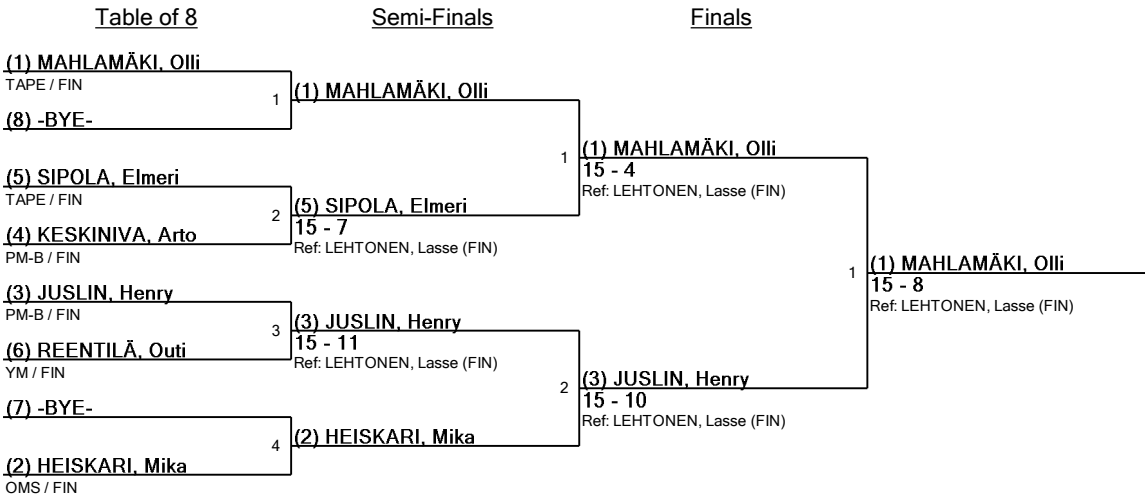 Table of 8
Semi-Finals
Finals
(1) MAHLAMÄKI, Olli
TAPE / FIN
1
(8) -BYE-
(5) SIPOLA, Elmeri
TAPE / FIN
2
(4) KESKINIVA, Arto
PM-B / FIN
(3) JUSLIN, Henry
PM-B / FIN
3
(6) REENTILÄ, Outi
YM / FIN
(7) -BYE-
4
(2) HEISKARI, Mika
OMS / FIN
(1) MAHLAMÄKI, Olli
1
(5) SIPOLA, Elmeri
15 - 7
Ref: LEHTONEN, Lasse (FIN)
(3) JUSLIN, Henry
15 - 11
Ref: LEHTONEN, Lasse (FIN)
2
(2) HEISKARI, Mika
(1) MAHLAMÄKI, Olli
15 - 4
Ref: LEHTONEN, Lasse (FIN)
1
(3) JUSLIN, Henry
15 - 10
Ref: LEHTONEN, Lasse (FIN)
(1) MAHLAMÄKI, Olli
15 - 8
Ref: LEHTONEN, Lasse (FIN)